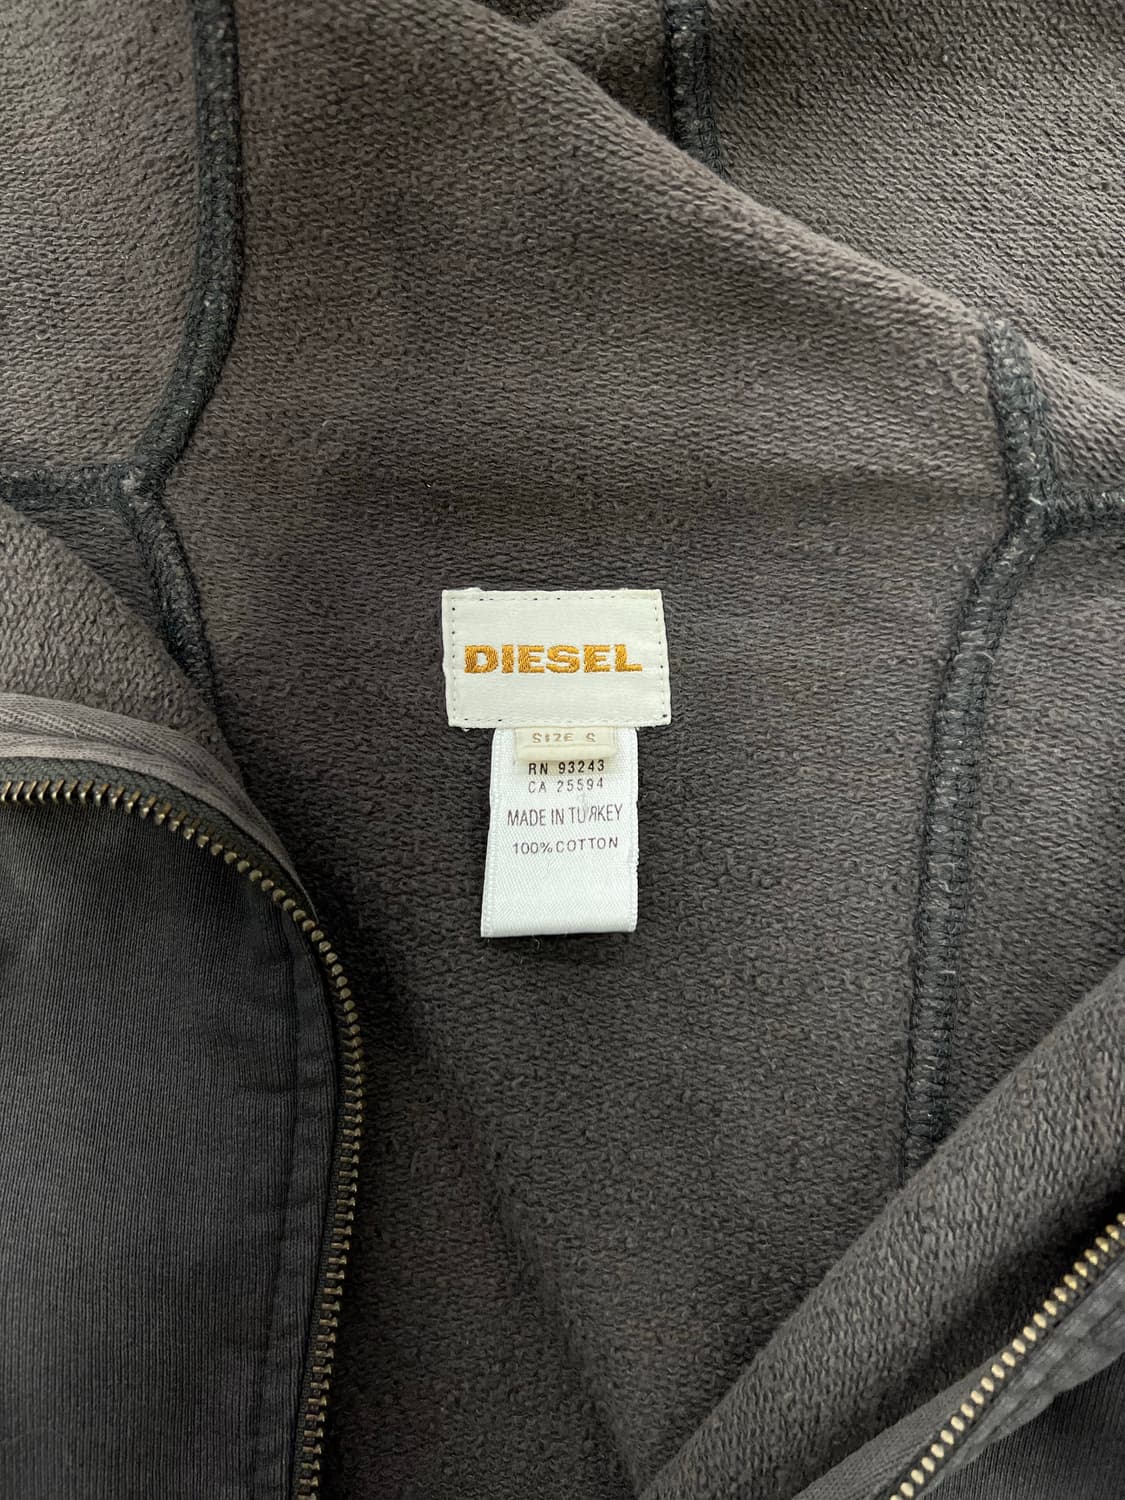 DIESEL
SIZE S
RN 93243
CA 25594
MADE IN TURKEY
100% COTTON